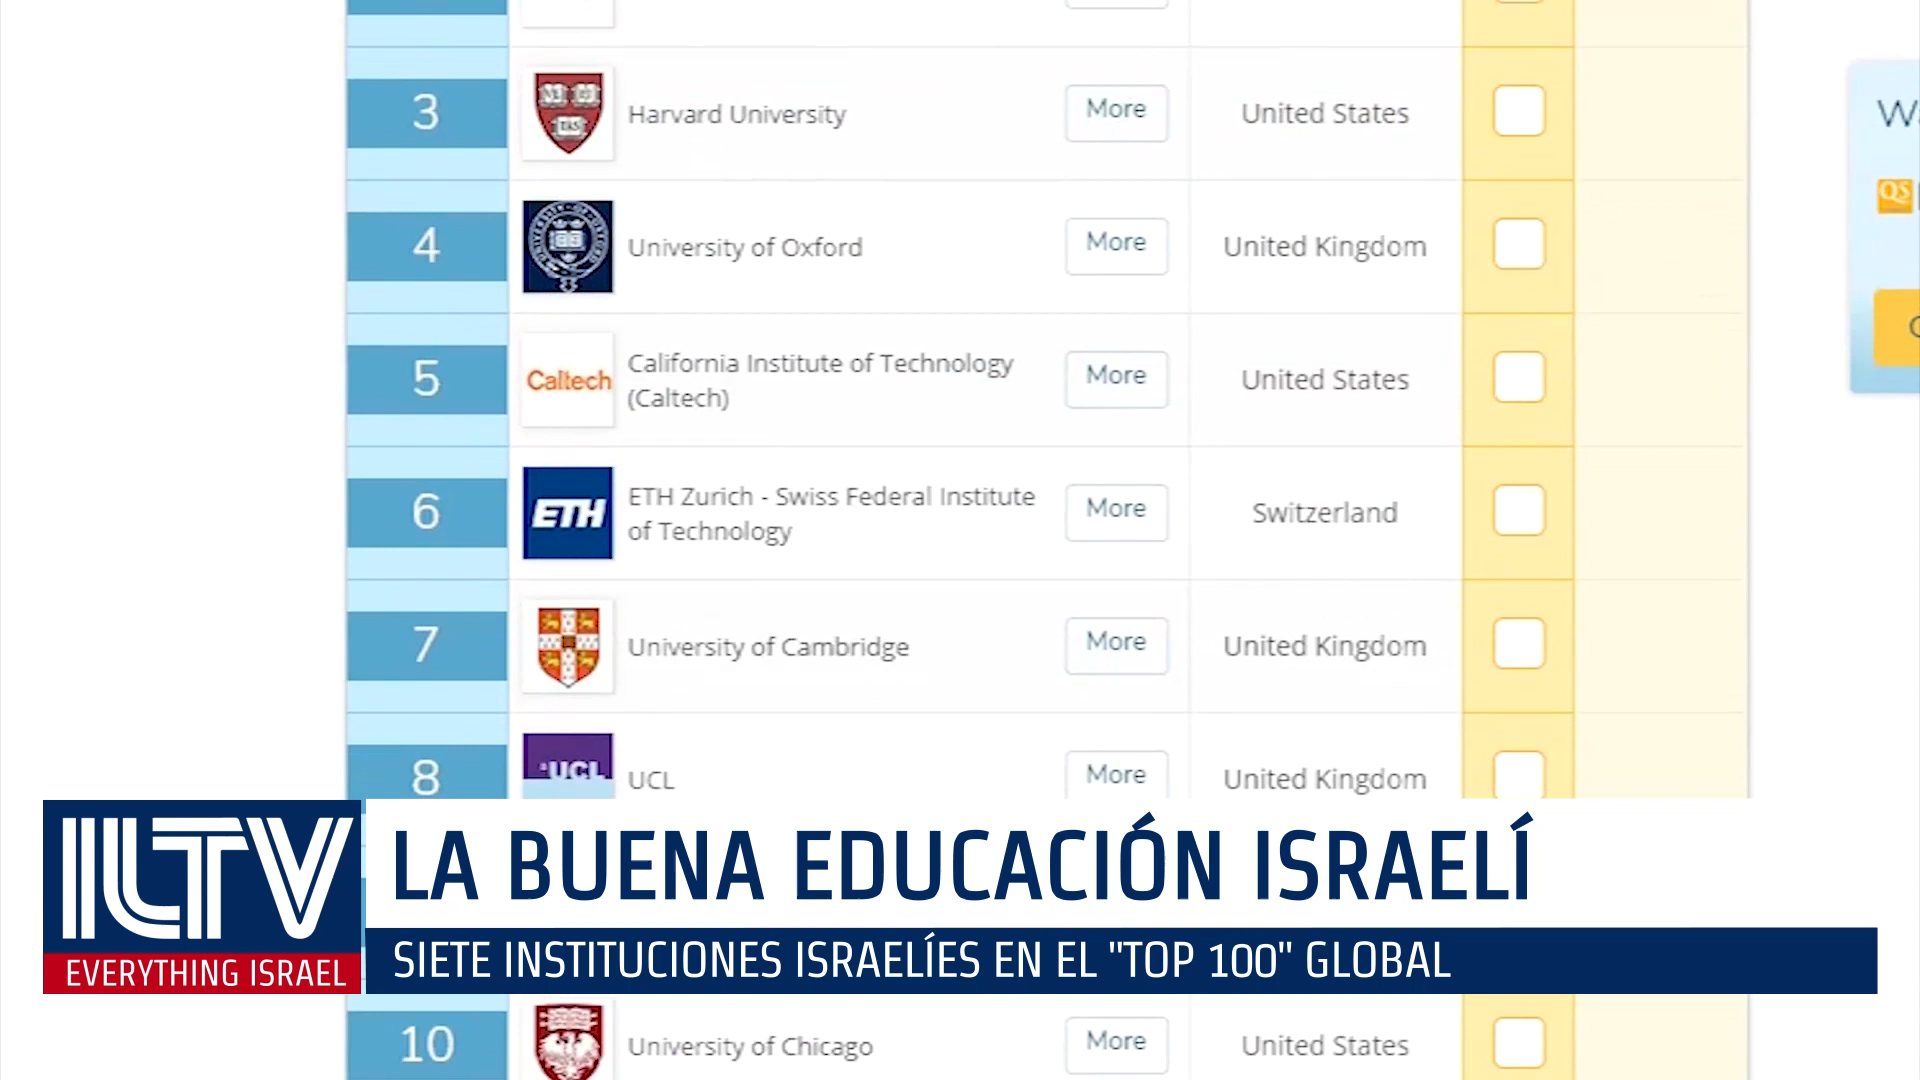 3
Harvard University
More
United States
4
University of Oxford
More
United Kingdom
QS
5
Caltech
California Institute of Technology
(Caltech)
More
United States
6
ETH
ETH Zurich - Swiss Federal Institute
of Technology
More
Switzerland
7
University of Cambridge
More
United Kingdom
8
UCL
UCL
More
United Kingdom
ILTV
EVERYTHING ISRAEL
LA BUENA EDUCACIÓN ISRAELÍ
SIETE INSTITUCIONES ISRAELÍES EN EL "TOP 100" GLOBAL
10
University of Chicago
More
United States